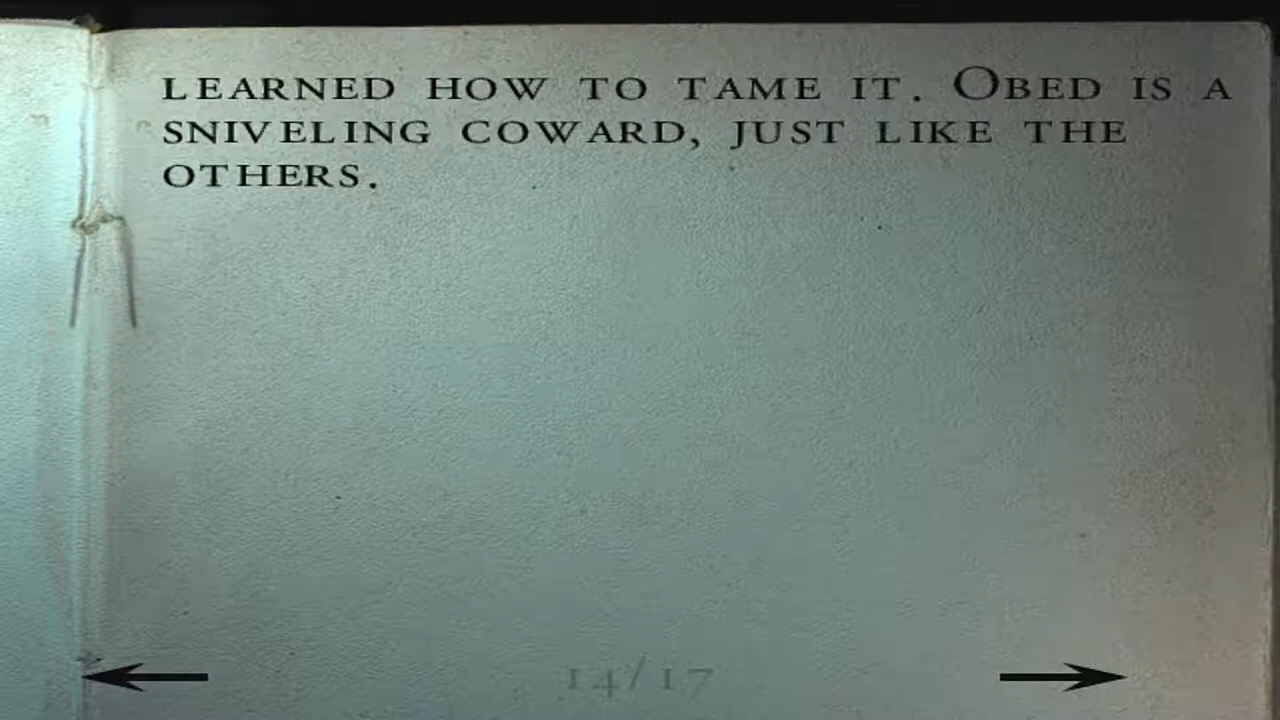 LEARNED HOW TO TAME IT. OBED IS A
SNIVELING COWARD, JUST LIKE THE
OTHERS.
14/17